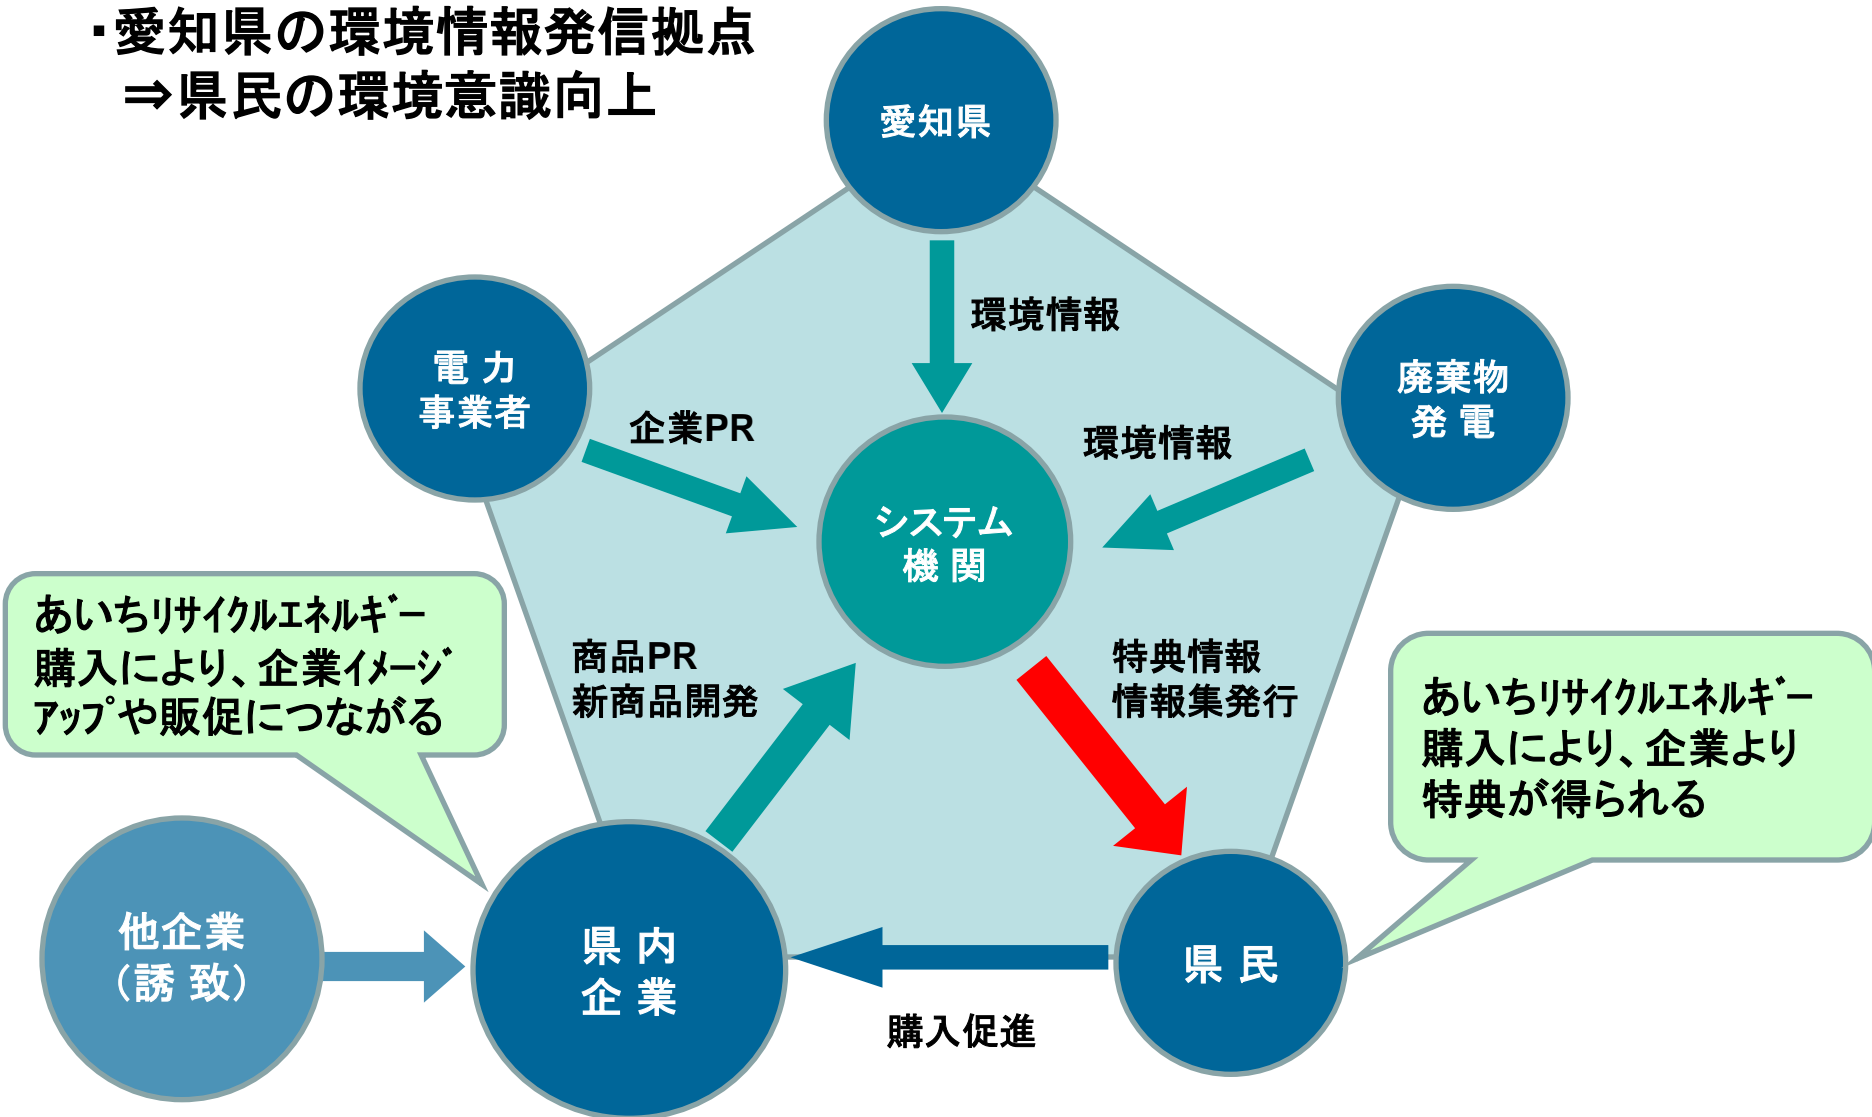 ・愛知県の環境情報発信拠点
⇒県民の環境意識向上
愛知県
環境情報
電 力
事業者
企業PR
廃棄物
発 電
環境情報
システム
機 関
あいちﾘｻｲｸﾙｴﾈﾙｷﾞｰ
購入により、企業ｲﾒｰｼﾞ
ｱｯﾌﾟや販促につながる
商品PR
新商品開発
特典情報
情報集発行
あいちﾘｻｲｸﾙｴﾈﾙｷﾞｰ
購入により、企業より
特典が得られる
他企業
（誘 致）
県 内
企 業
県 民
購入促進